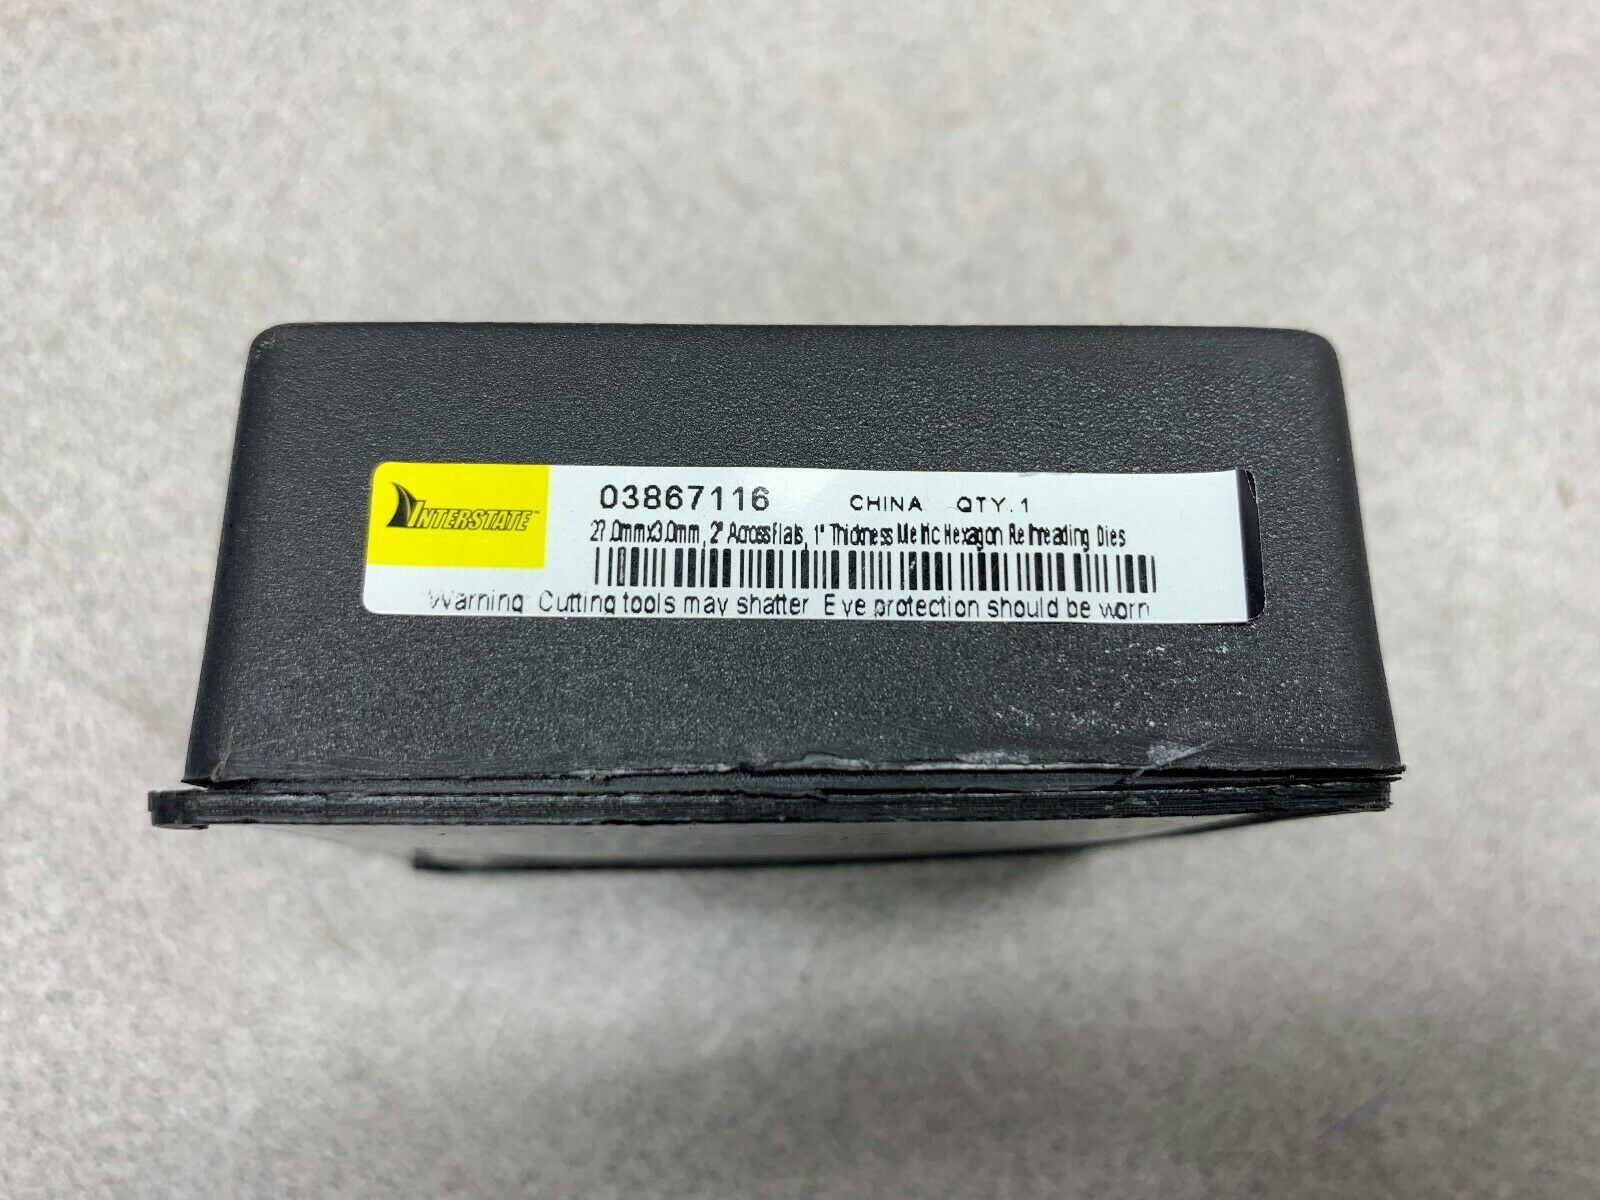 INTERSTATE™
03867116 CHINA QTY. 1
27.0mmx3.0mm, 2" Across Flats, 1" Thickness Metric Hexagon Rethreading Dies
Warning Cutting tools may shatter Eye protection should be worn